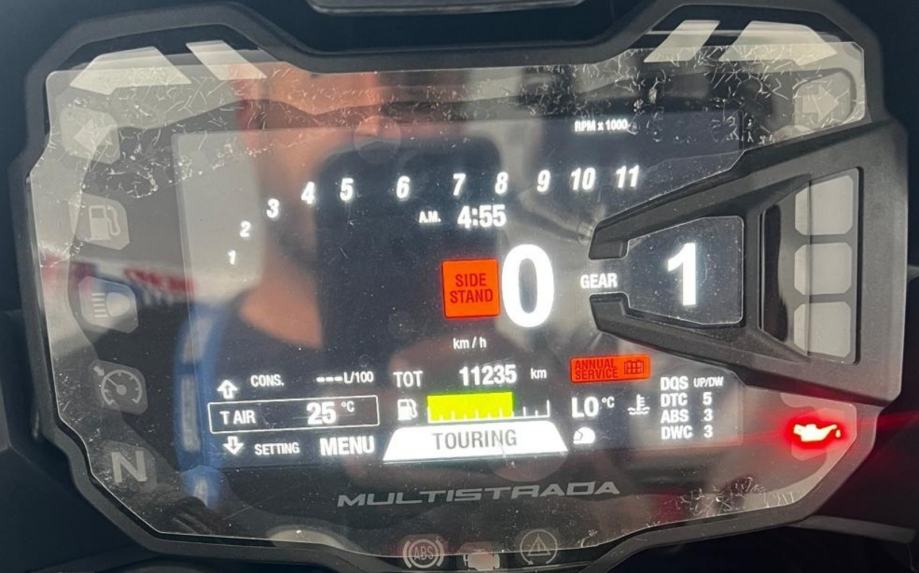 RPM x 1000
1 2 3 4 5 6 7 8 9 10 11
A.M. 4:55
SIDE
STAND
0
GEAR
1
km / h
CONS. ---L/100
TOT 11235 km
ANNUAL
SERVICE
T AIR 25 °C
LO °C
DQS UP/DW
DTC 5
ABS 3
DWC 3
SETTING MENU
TOURING
N
MULTISTRADA
ABS